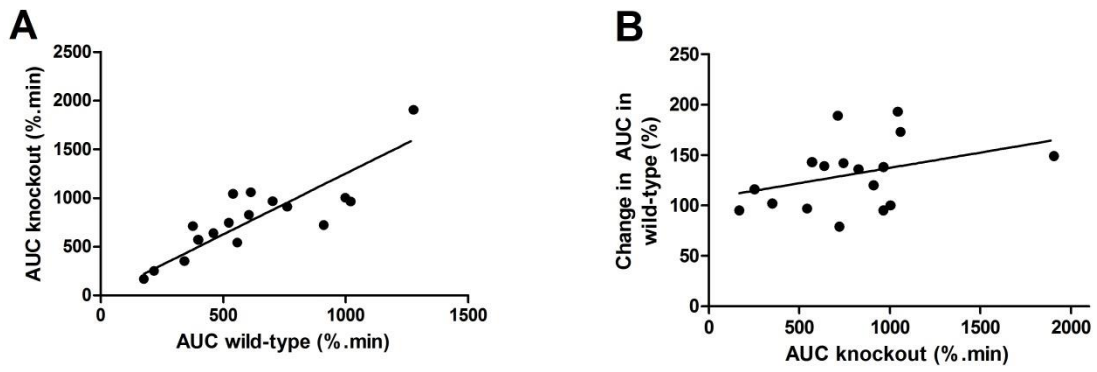 A
AUC knockout (%.min)
2500
2000
1500
1000
500
0
0 500 1000 1500
AUC wild-type (%.min)
B
Change in AUC in
wild-type (%)
250
200
150
100
50
0
0 500 1000 1500 2000
AUC knockout (%.min)